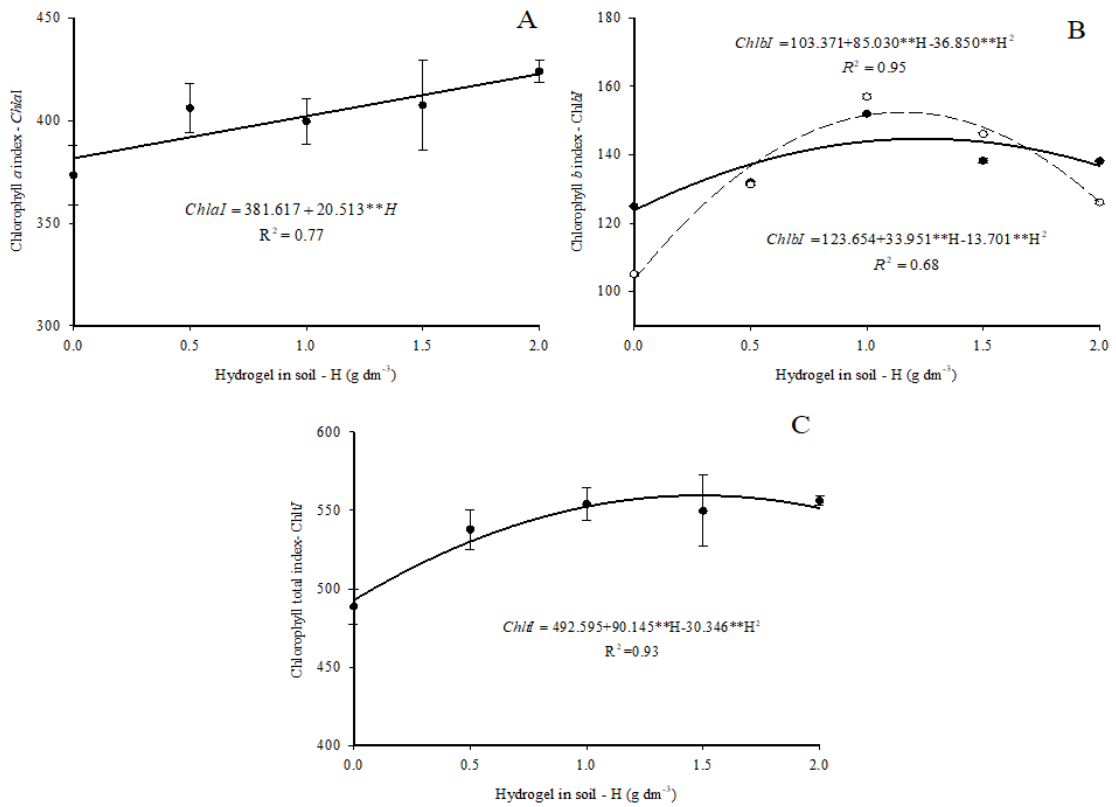 A
Chlorophyll a index - ChlaI
450
400
350
300
ChlaI = 381.617 + 20.513**H
R² = 0.77
0.0 0.5 1.0 1.5 2.0
Hydrogel in soil - H (g dm⁻³)
B
Chlorophyll b index - ChlbI
180
160
140
120
100
ChlbI =103.371+85.030**H-36.850**H²
R² = 0.95
ChlbI=123.654+33.951**H-13.701**H²
R² = 0.68
0.0 0.5 1.0 1.5 2.0
Hydrogel in soil - H (g dm⁻³)
C
Chlorophyll total index- ChltI
600
550
500
450
400
ChltI = 492.595+90.145**H-30.346**H²
R² =0.93
0.0 0.5 1.0 1.5 2.0
Hydrogel in soil - H (g dm⁻³)